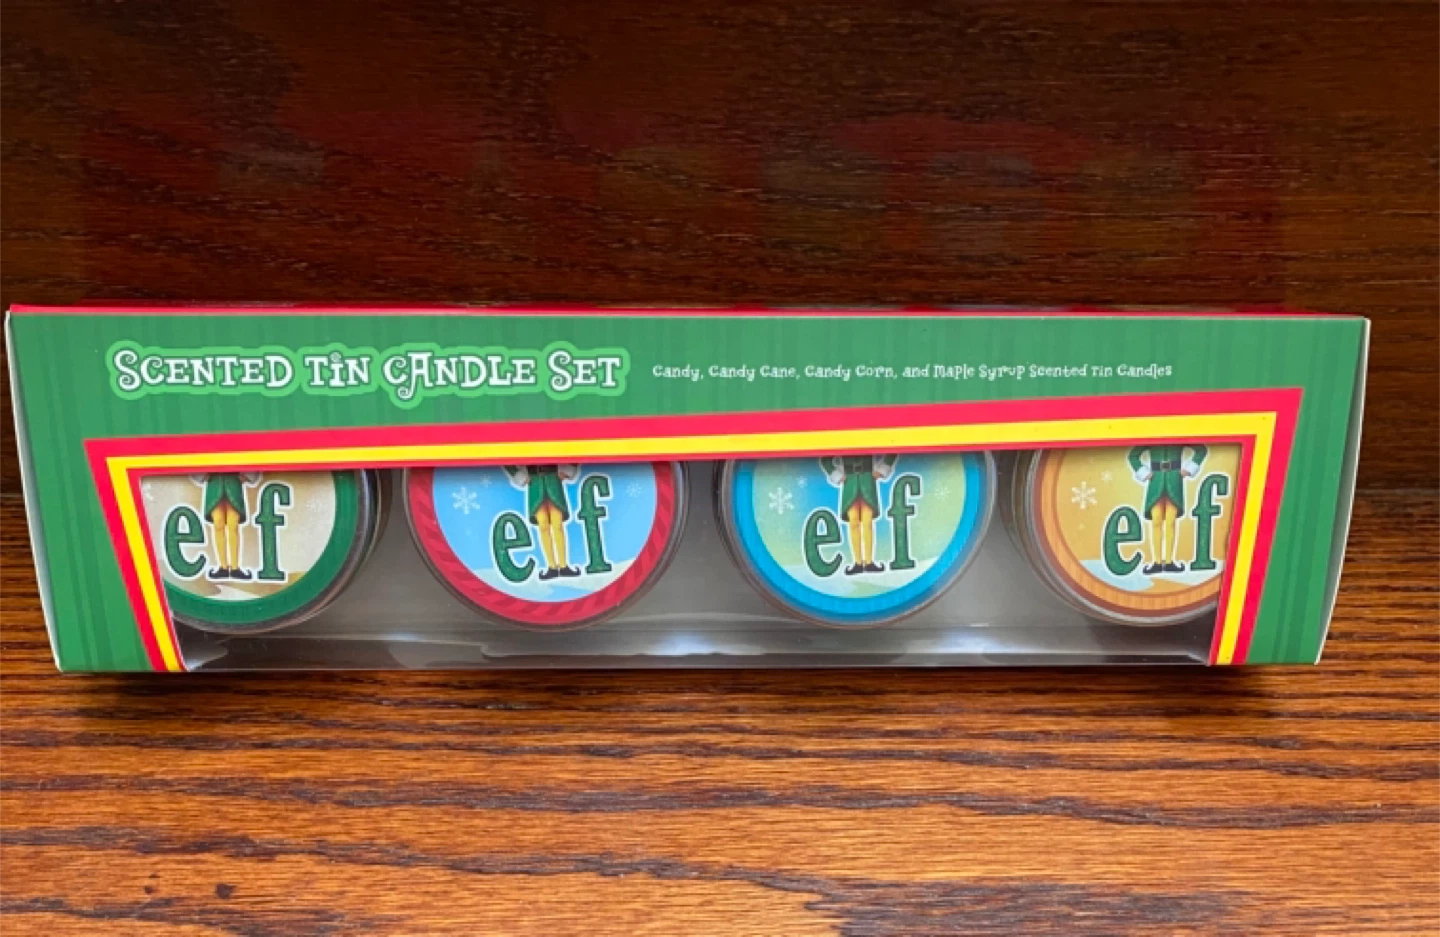 SCENTED TiN CANDLE SET
Candy, Candy Cane, Candy Corn, and Maple Syrup Scented Tin Candles
elf
elf
elf
elf